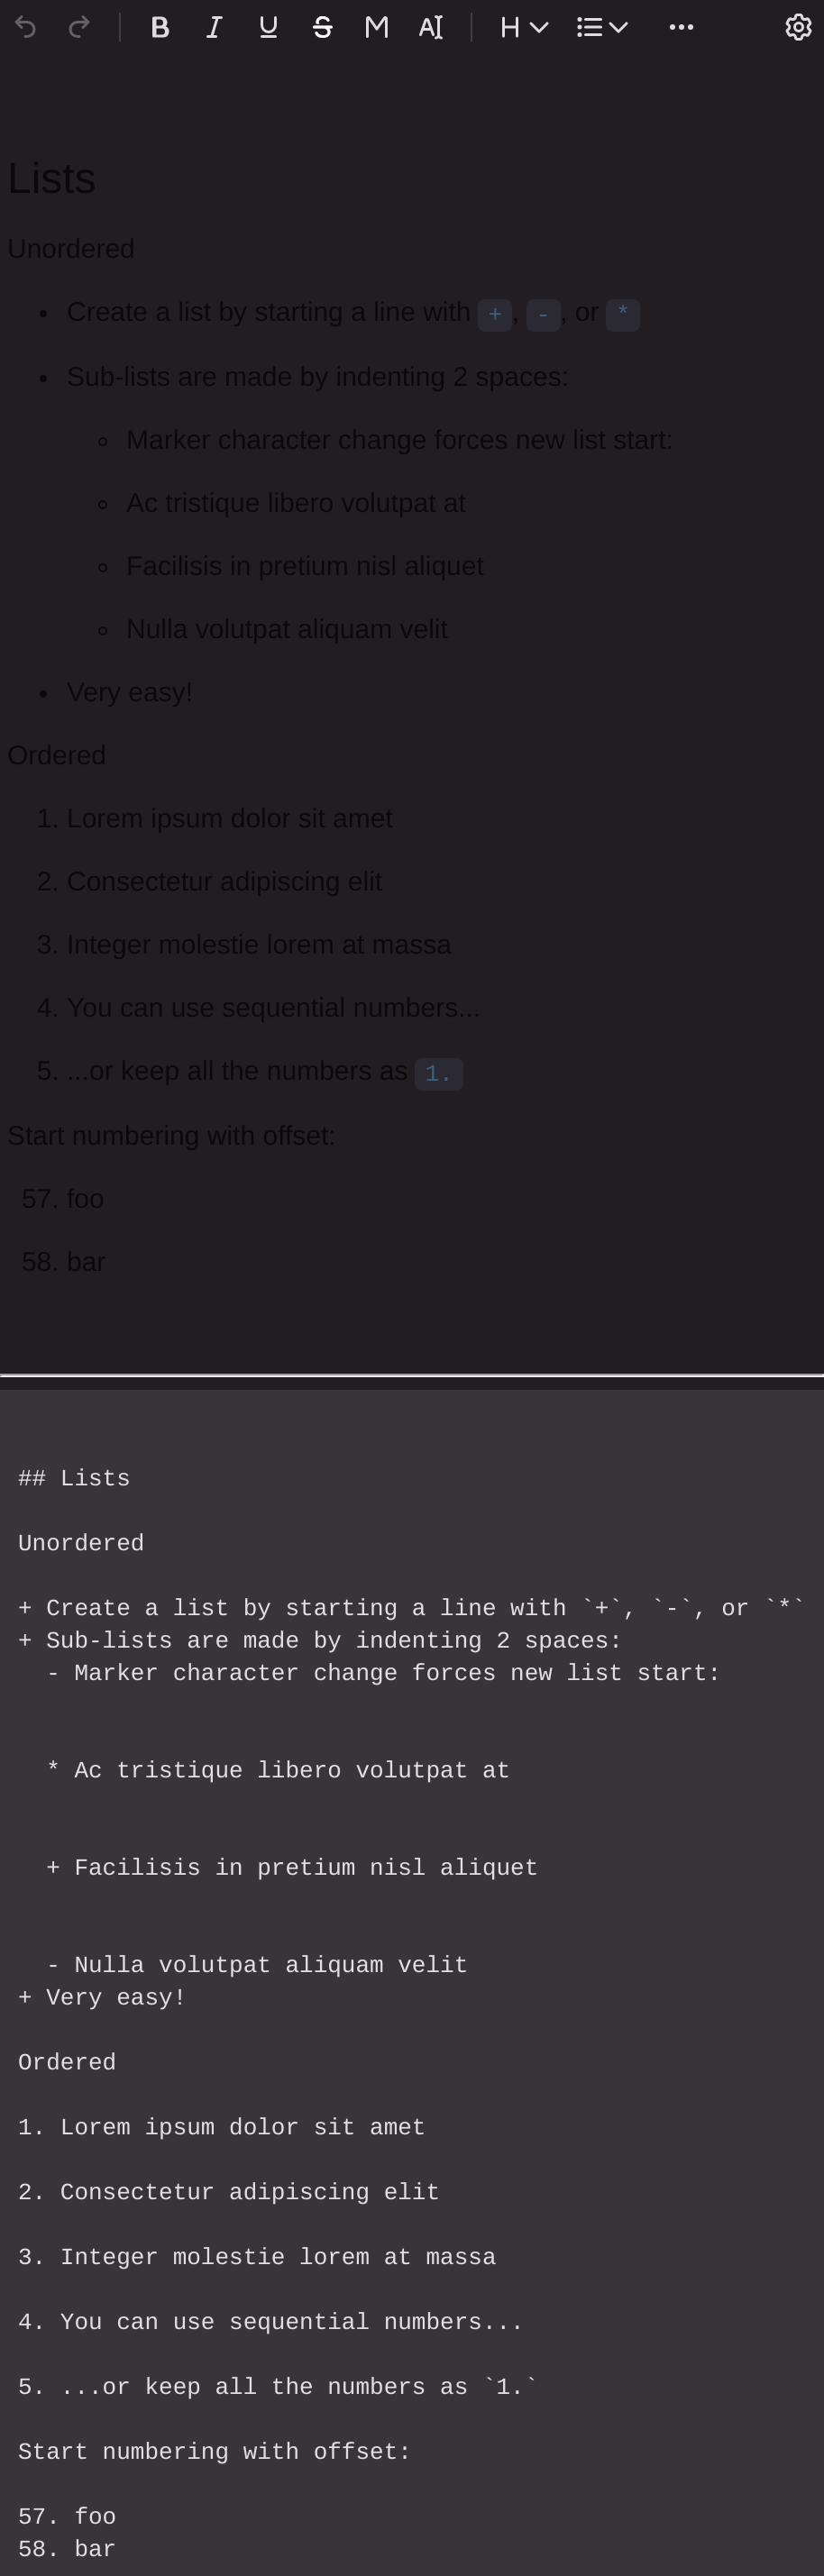 B I U S M A H
Lists
Unordered
• Create a list by starting a line with +, -, or *
• Sub-lists are made by indenting 2 spaces:
◦ Marker character change forces new list start:
◦ Ac tristique libero volutpat at
◦ Facilisis in pretium nisl aliquet
◦ Nulla volutpat aliquam velit
• Very easy!
Ordered
1. Lorem ipsum dolor sit amet
2. Consectetur adipiscing elit
3. Integer molestie lorem at massa
4. You can use sequential numbers...
5. ...or keep all the numbers as 1.
Start numbering with offset:
57. foo
58. bar
## Lists
Unordered
+ Create a list by starting a line with `+`, `-`, or `*`
+ Sub-lists are made by indenting 2 spaces:
  - Marker character change forces new list start:
  * Ac tristique libero volutpat at
  + Facilisis in pretium nisl aliquet
  - Nulla volutpat aliquam velit
+ Very easy!
Ordered
1. Lorem ipsum dolor sit amet
2. Consectetur adipiscing elit
3. Integer molestie lorem at massa
4. You can use sequential numbers...
5. ...or keep all the numbers as `1.`
Start numbering with offset:
57. foo
58. bar